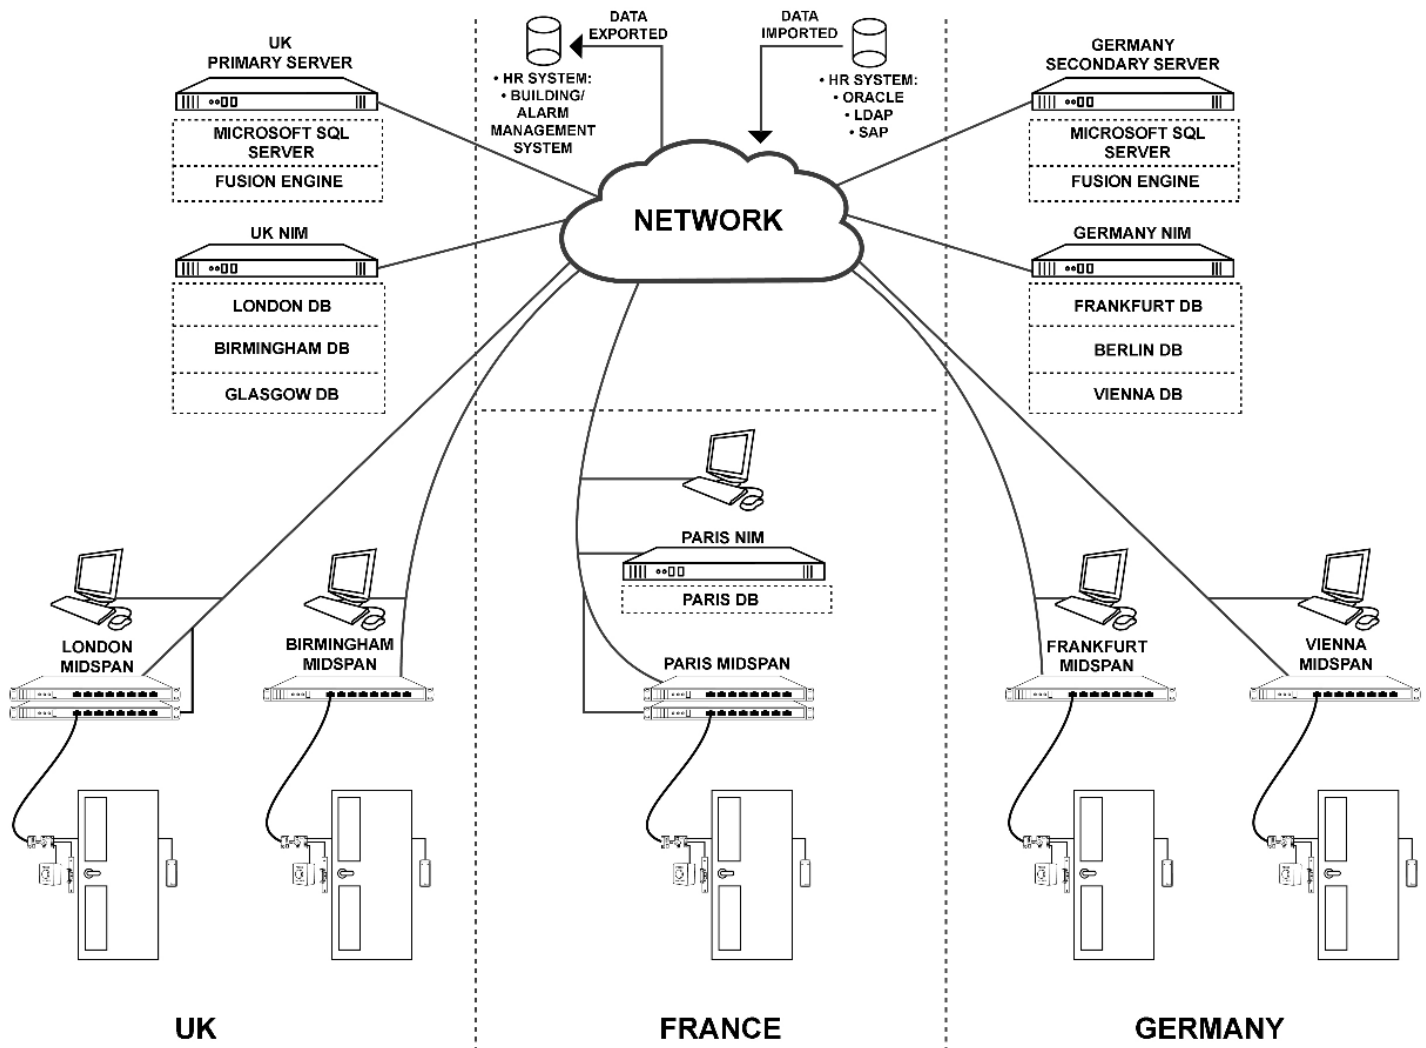 UK
PRIMARY SERVER
MICROSOFT SQL
SERVER
FUSION ENGINE
UK NIM
LONDON DB
BIRMINGHAM DB
GLASGOW DB
DATA
EXPORTED
• HR SYSTEM:
• BUILDING/
ALARM
MANAGEMENT
SYSTEM
DATA
IMPORTED
• HR SYSTEM:
• ORACLE
• LDAP
• SAP
NETWORK
GERMANY
SECONDARY SERVER
MICROSOFT SQL
SERVER
FUSION ENGINE
GERMANY NIM
FRANKFURT DB
BERLIN DB
VIENNA DB
PARIS NIM
PARIS DB
LONDON
MIDSPAN
BIRMINGHAM
MIDSPAN
PARIS MIDSPAN
FRANKFURT
MIDSPAN
VIENNA
MIDSPAN
UK
FRANCE
GERMANY